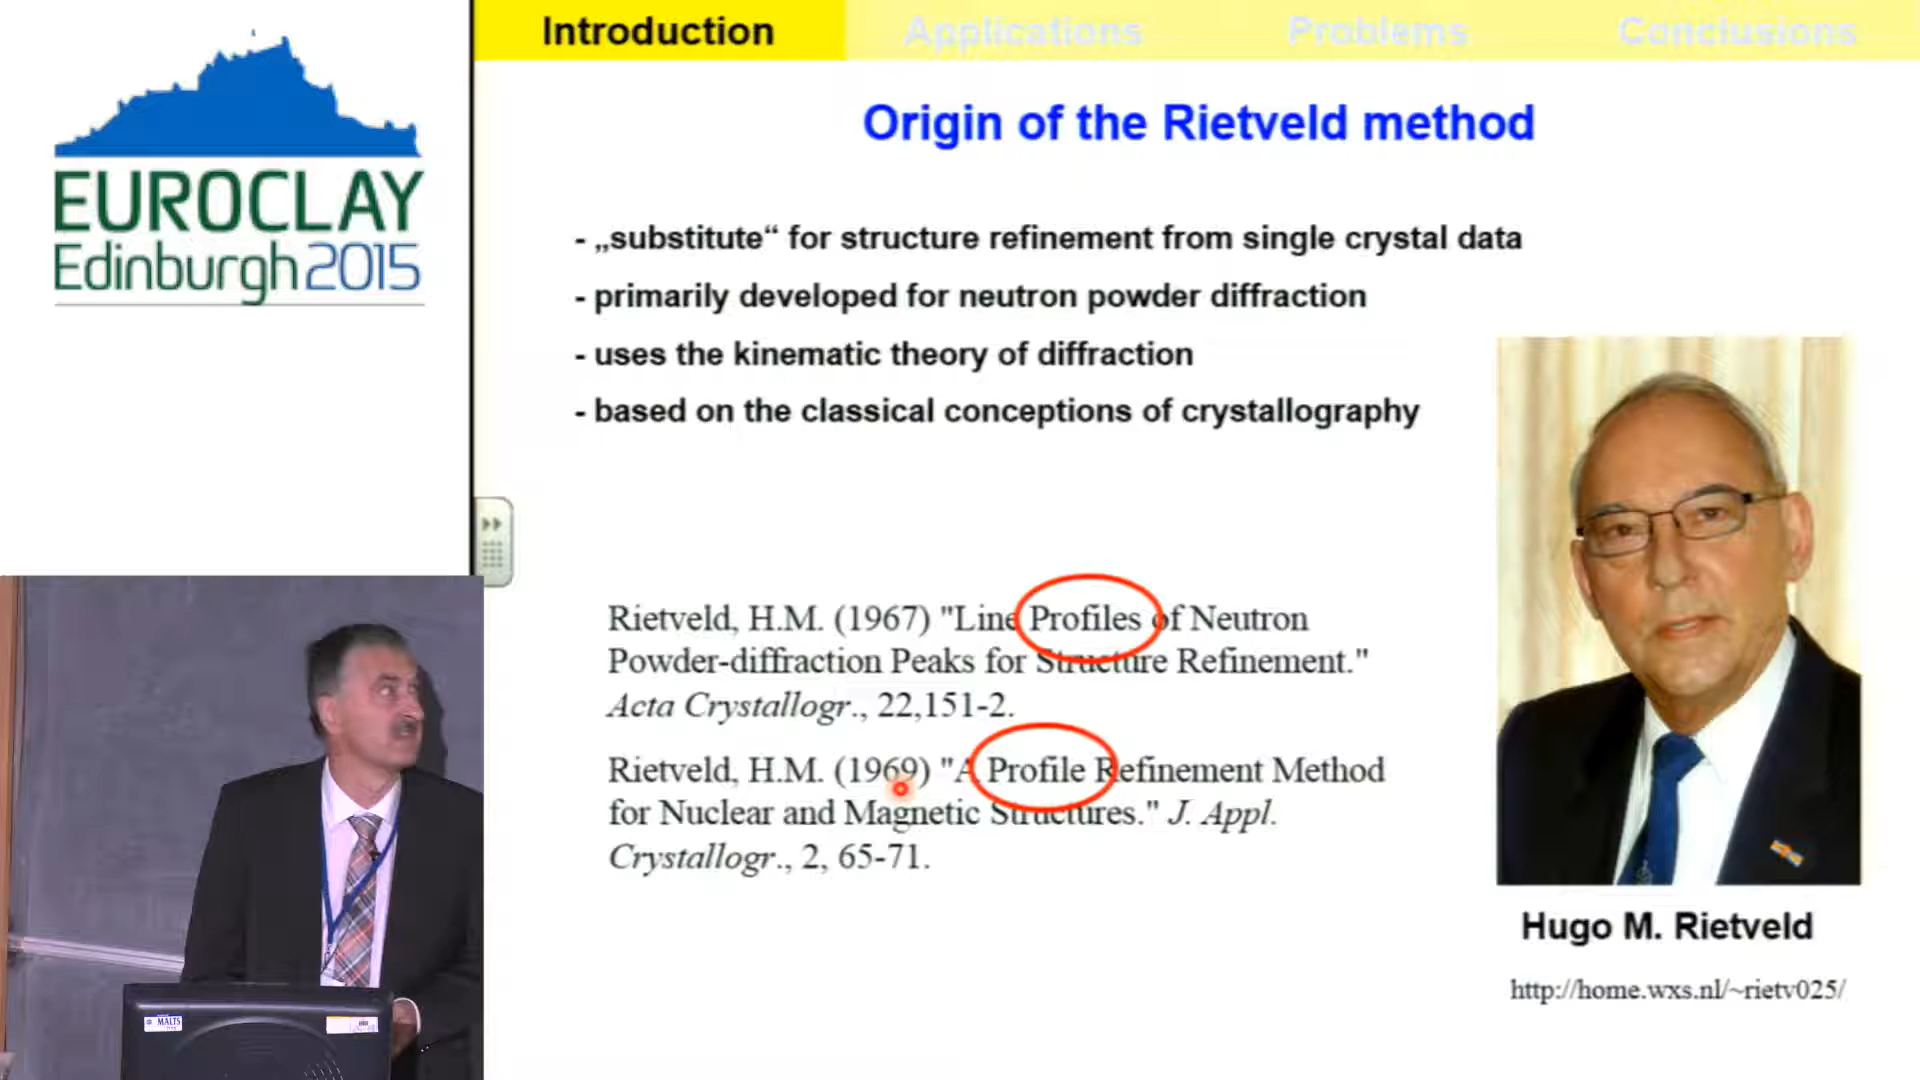 Introduction
Applications
Problems
Conclusions
EUROCLAY
Edinburgh 2015
Origin of the Rietveld method
- „substitute“ for structure refinement from single crystal data
- primarily developed for neutron powder diffraction
- uses the kinematic theory of diffraction
- based on the classical conceptions of crystallography
Rietveld, H.M. (1967) "Line Profiles of Neutron
Powder-diffraction Peaks for Structure Refinement."
Acta Crystallogr., 22,151-2.
Rietveld, H.M. (1969) "A Profile Refinement Method
for Nuclear and Magnetic Structures." J. Appl.
Crystallogr., 2, 65-71.
Hugo M. Rietveld
http://home.wxs.nl/~rietv025/
MALTS